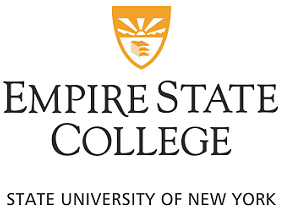 EMPIRE STATE
COLLEGE
STATE UNIVERSITY OF NEW YORK